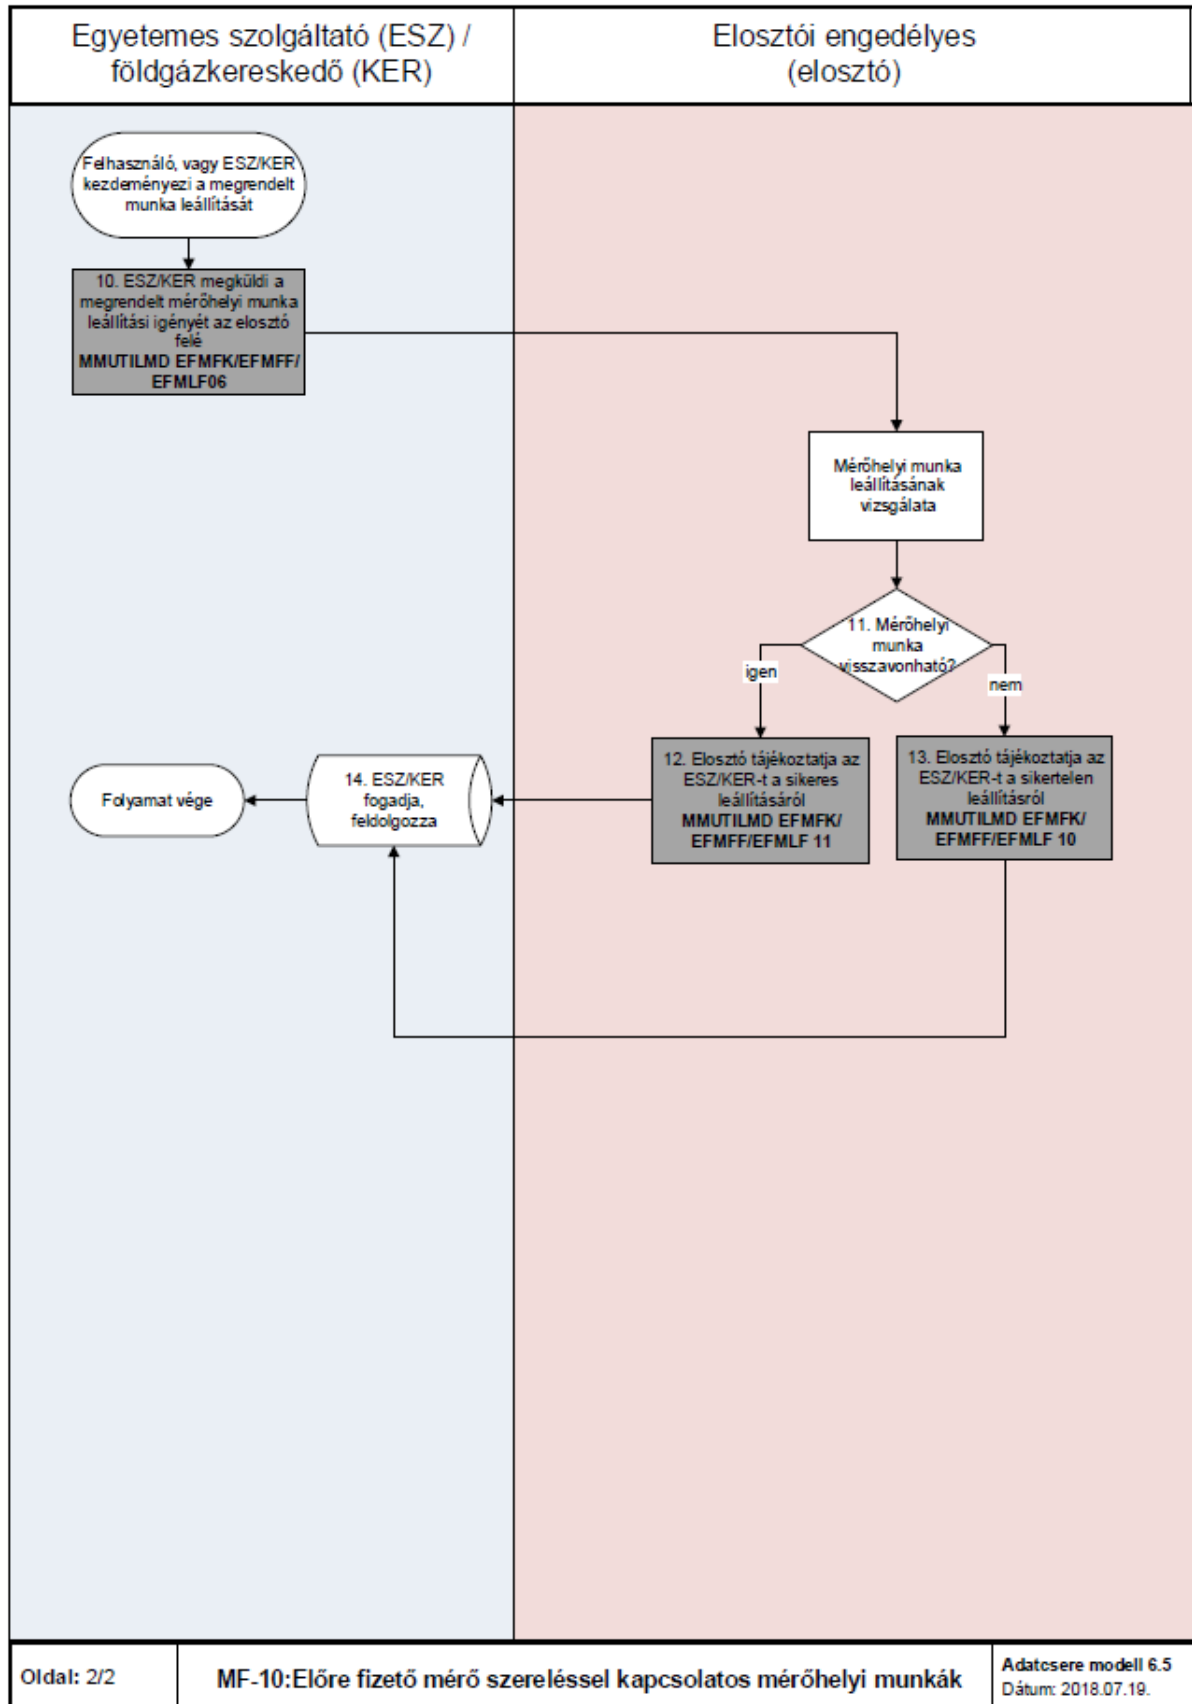 Egyetemes szolgáltató (ESZ) /
földgázkereskedő (KER)
Elosztói engedélyes
(elosztó)
Felhasználó, vagy ESZ/KER
kezdeményezi a megrendelt
munka leállítását
10. ESZ/KER megküldi a
megrendelt mérőhelyi munka
leállítási igényét az elosztó
felé
MMUTILMD EFMFK/EFMFF/
EFMLF06
Mérőhelyi munka
leállításának
vizsgálata
11. Mérőhelyi
munka
visszavonható?
igen
nem
12. Elosztó tájékoztatja az
ESZ/KER-t a sikeres
leállításáról
MMUTILMD EFMFK/
EFMFF/EFMLF 11
13. Elosztó tájékoztatja az
ESZ/KER-t a sikertelen
leállításról
MMUTILMD EFMFK/
EFMFF/EFMLF 10
14. ESZ/KER
fogadja,
feldolgozza
Folyamat vége
Oldal: 2/2
MF-10:Előre fizető mérő szereléssel kapcsolatos mérőhelyi munkák
Adatcsere modell 6.5
Dátum: 2018.07.19.